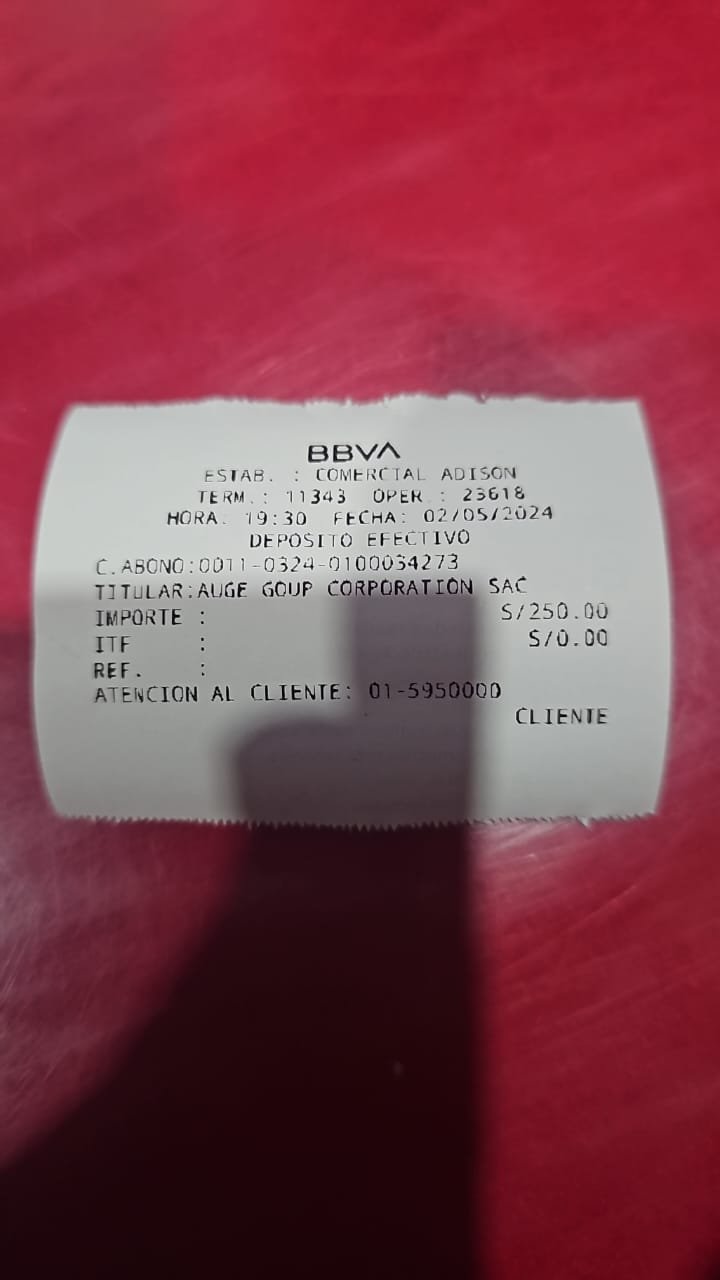 BBVA
ESTAB. : COMERCIAL ADISON
TERM.: 11343 OPER.: 23618
HORA: 19:30 FECHA: 02/05/2024
DEPOSITO EFECTIVO
C.ABONO:0011-0324-0100034273
TITULAR:AUGE GOUP CORPORATION SAC
IMPORTE : S/250.00
ITF : S/0.00
REF. :
ATENCION AL CLIENTE: 01-5950000
CLIENTE